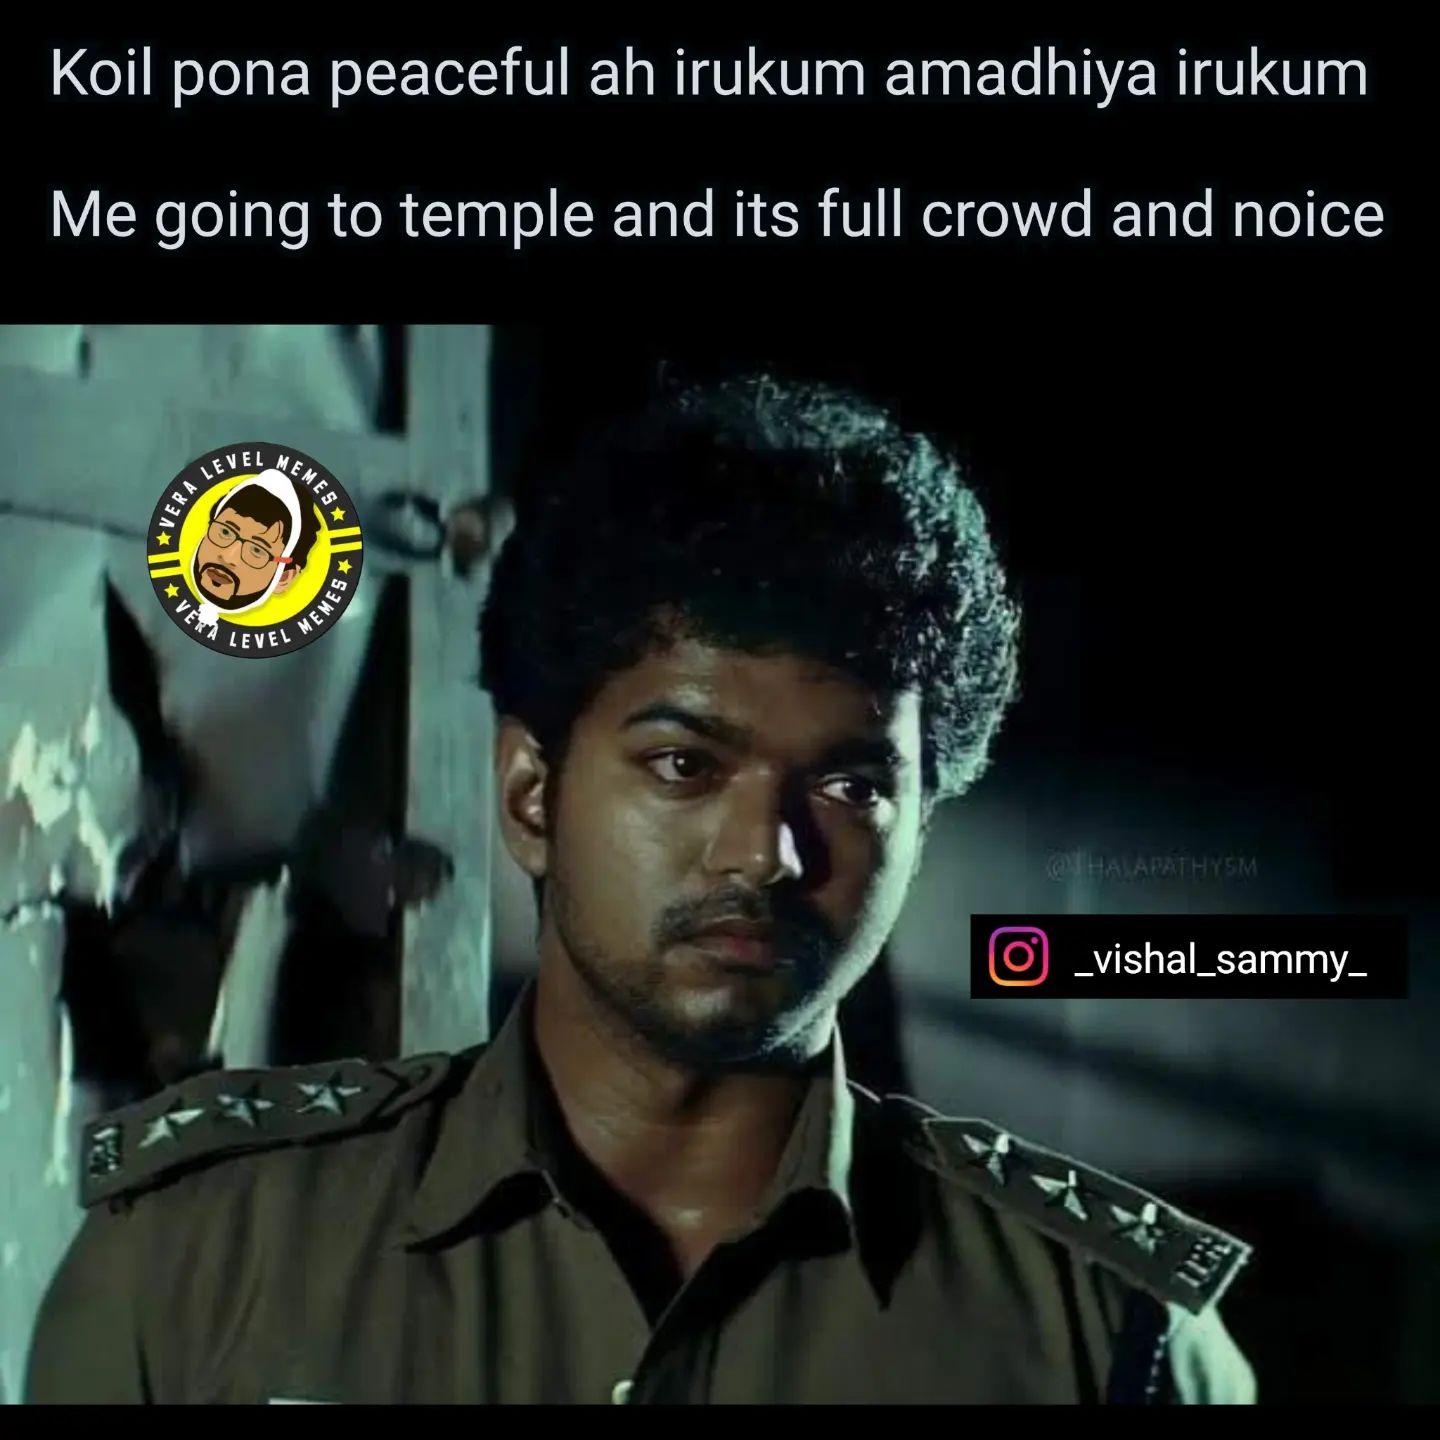 Koil pona peaceful ah irukum amadhiya irukum
Me going to temple and its full crowd and noice
VERA LEVEL MEMES
VERA LEVEL MEMES
@THALAPATHYSM
_vishal_sammy_